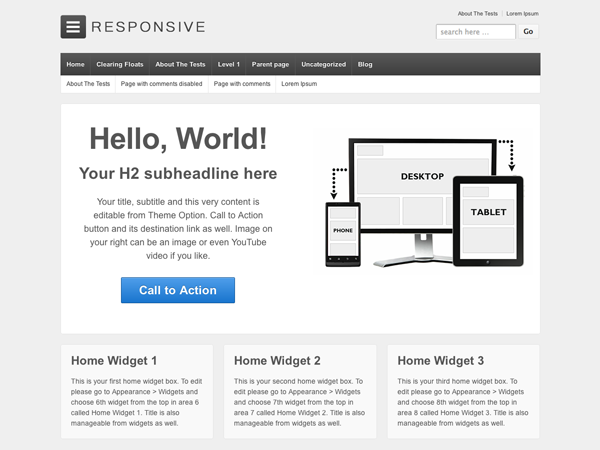 About The Tests Lorem Ipsum
RESPONSIVE
search here ... Go
Home Clearing Floats About The Tests Level 1 Parent page Uncategorized Blog
About The Tests Page with comments disabled Page with comments Lorem Ipsum
Hello, World!
Your H2 subheadline here
Your title, subtitle and this very content is
editable from Theme Option. Call to Action
button and its destination link as well. Image on
your right can be an image or even YouTube
video if you like.
Call to Action
DESKTOP
TABLET
PHONE
Home Widget 1
This is your first home widget box. To edit
please go to Appearance > Widgets
and choose 6th widget from the top in area
6 called Home Widget 1. Title is also
manageable from widgets as well.
Home Widget 2
This is your second home widget box. To
edit please go to Appearance > Widgets
and choose 7th widget from the top in
area 7 called Home Widget 2. Title is also
manageable from widgets as well.
Home Widget 3
This is your third home widget box. To edit
please go to Appearance > Widgets
and choose 8th widget from the top in
area 8 called Home Widget 3. Title is also
manageable from widgets as well.